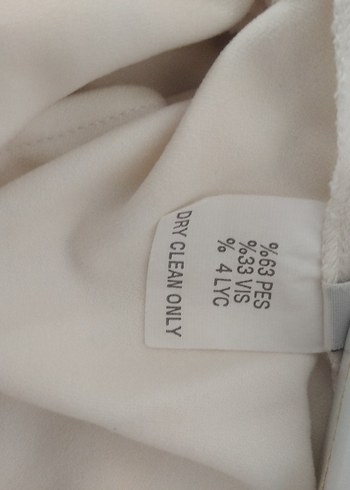 %63 PES
%33 VIS
% 4 LYC
DRY CLEAN ONLY